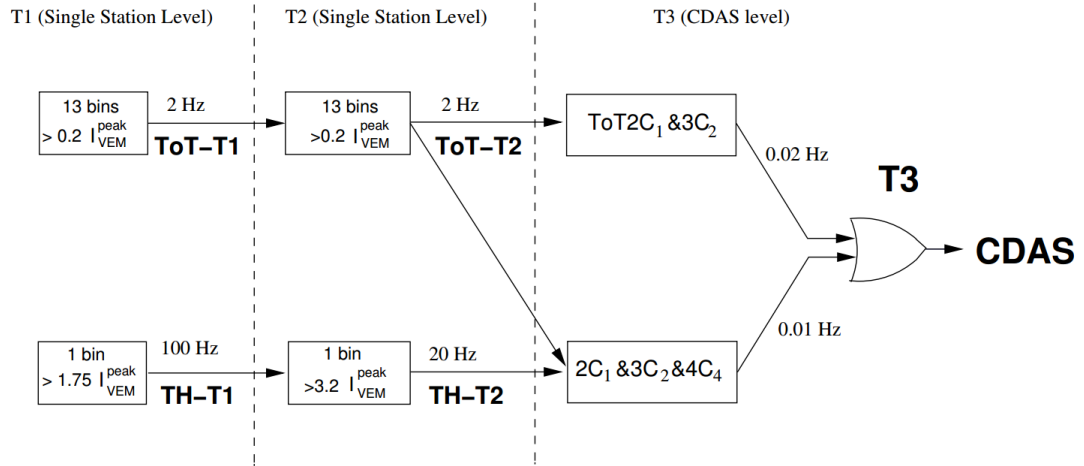 T1 (Single Station Level)
T2 (Single Station Level)
T3 (CDAS level)
13 bins
> 0.2 I_VEM^peak
2 Hz
ToT−T1
13 bins
>0.2 I_VEM^peak
2 Hz
ToT−T2
ToT2C₁ &3C₂
0.02 Hz
T3
CDAS
0.01 Hz
1 bin
> 1.75 I_VEM^peak
100 Hz
TH−T1
1 bin
>3.2 I_VEM^peak
20 Hz
TH−T2
2C₁ &3C₂ &4C₄